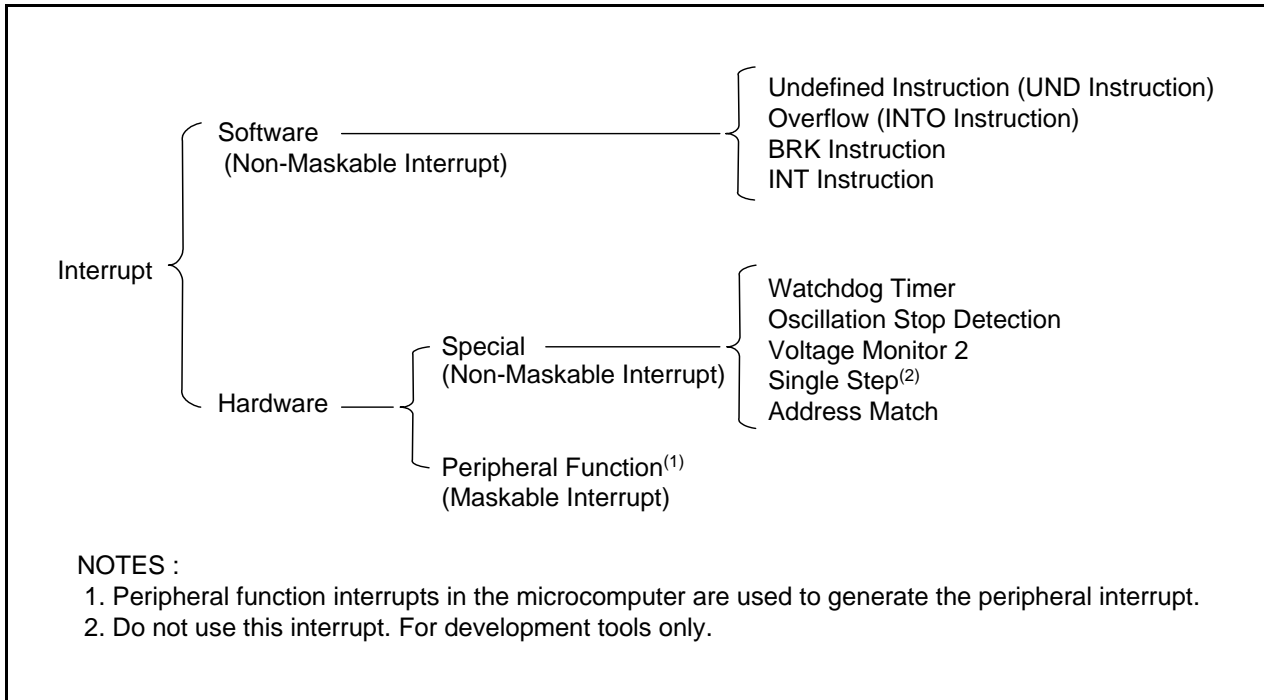 Interrupt
Software
(Non-Maskable Interrupt)
Undefined Instruction (UND Instruction)
Overflow (INTO Instruction)
BRK Instruction
INT Instruction
Hardware
Special
(Non-Maskable Interrupt)
Watchdog Timer
Oscillation Stop Detection
Voltage Monitor 2
Single Step(2)
Address Match
Peripheral Function(1)
(Maskable Interrupt)
NOTES :
1. Peripheral function interrupts in the microcomputer are used to generate the peripheral interrupt.
2. Do not use this interrupt. For development tools only.